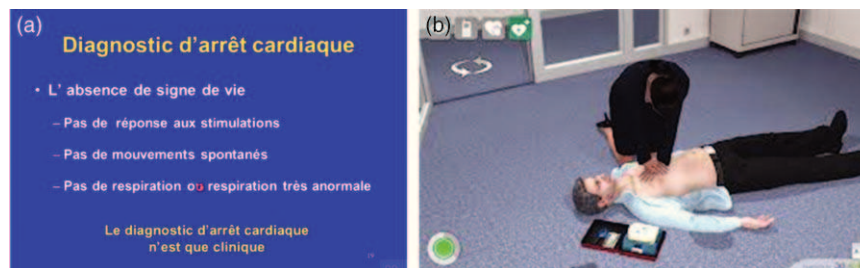 (a)
Diagnostic d'arrêt cardiaque
• L' absence de signe de vie
– Pas de réponse aux stimulations
– Pas de mouvements spontanés
– Pas de respiration ou respiration très anormale
Le diagnostic d'arrêt cardiaque
n'est que clinique
(b)